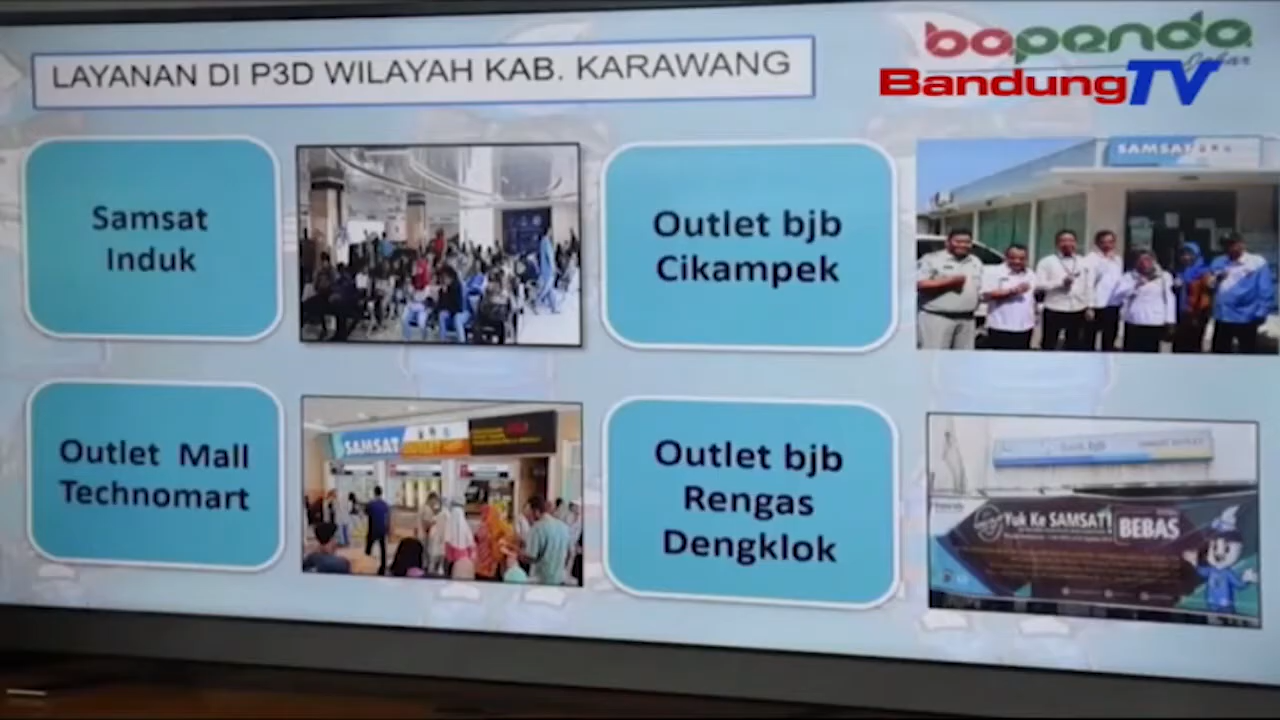 bapenda
Jabar
BandungTV
LAYANAN DI P3D WILAYAH KAB. KARAWANG
Samsat
Induk
Outlet bjb
Cikampek
SAMSAT
Outlet Mall
Technomart
SAMSAT
Outlet bjb
Rengas
Dengklok
bank bjb
Yuk Ke SAMSAT!
BEBAS